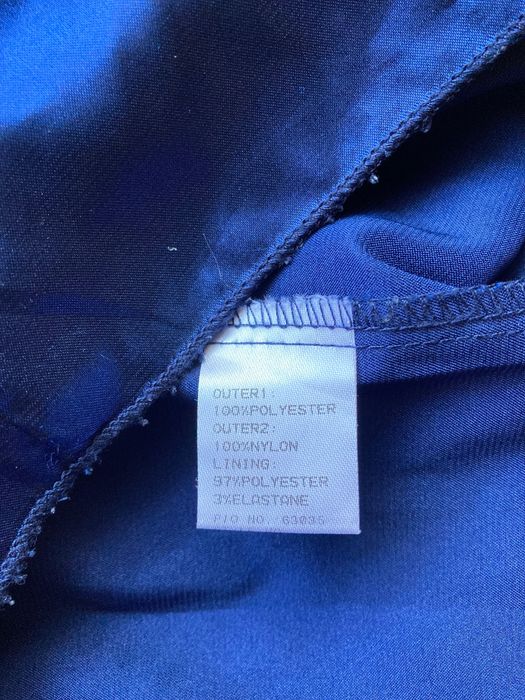 OUTER1:
100%POLYESTER
OUTER2:
100%NYLON
LINING:
97%POLYESTER
3%ELASTANE
P/O NO. 63035